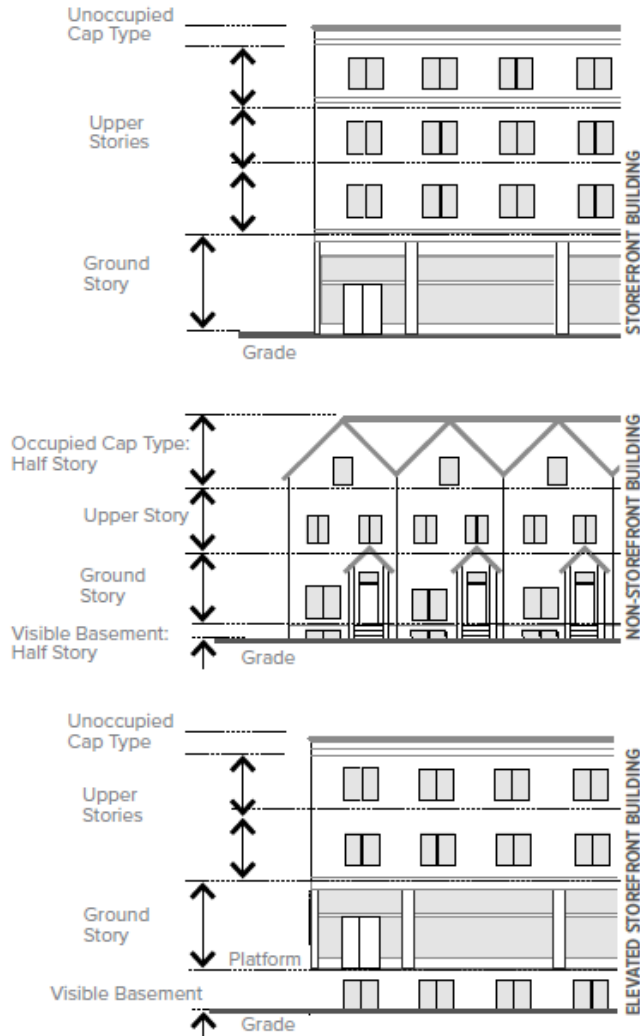 Unoccupied
Cap Type
Upper
Stories
Ground
Story
Grade
STOREFRONT BUILDING
Occupied Cap Type:
Half Story
Upper Story
Ground
Story
Visible Basement:
Half Story
Grade
NON-STOREFRONT BUILDING
Unoccupied
Cap Type
Upper
Stories
Ground
Story
Platform
Visible Basement
Grade
ELEVATED STOREFRONT BUILDING